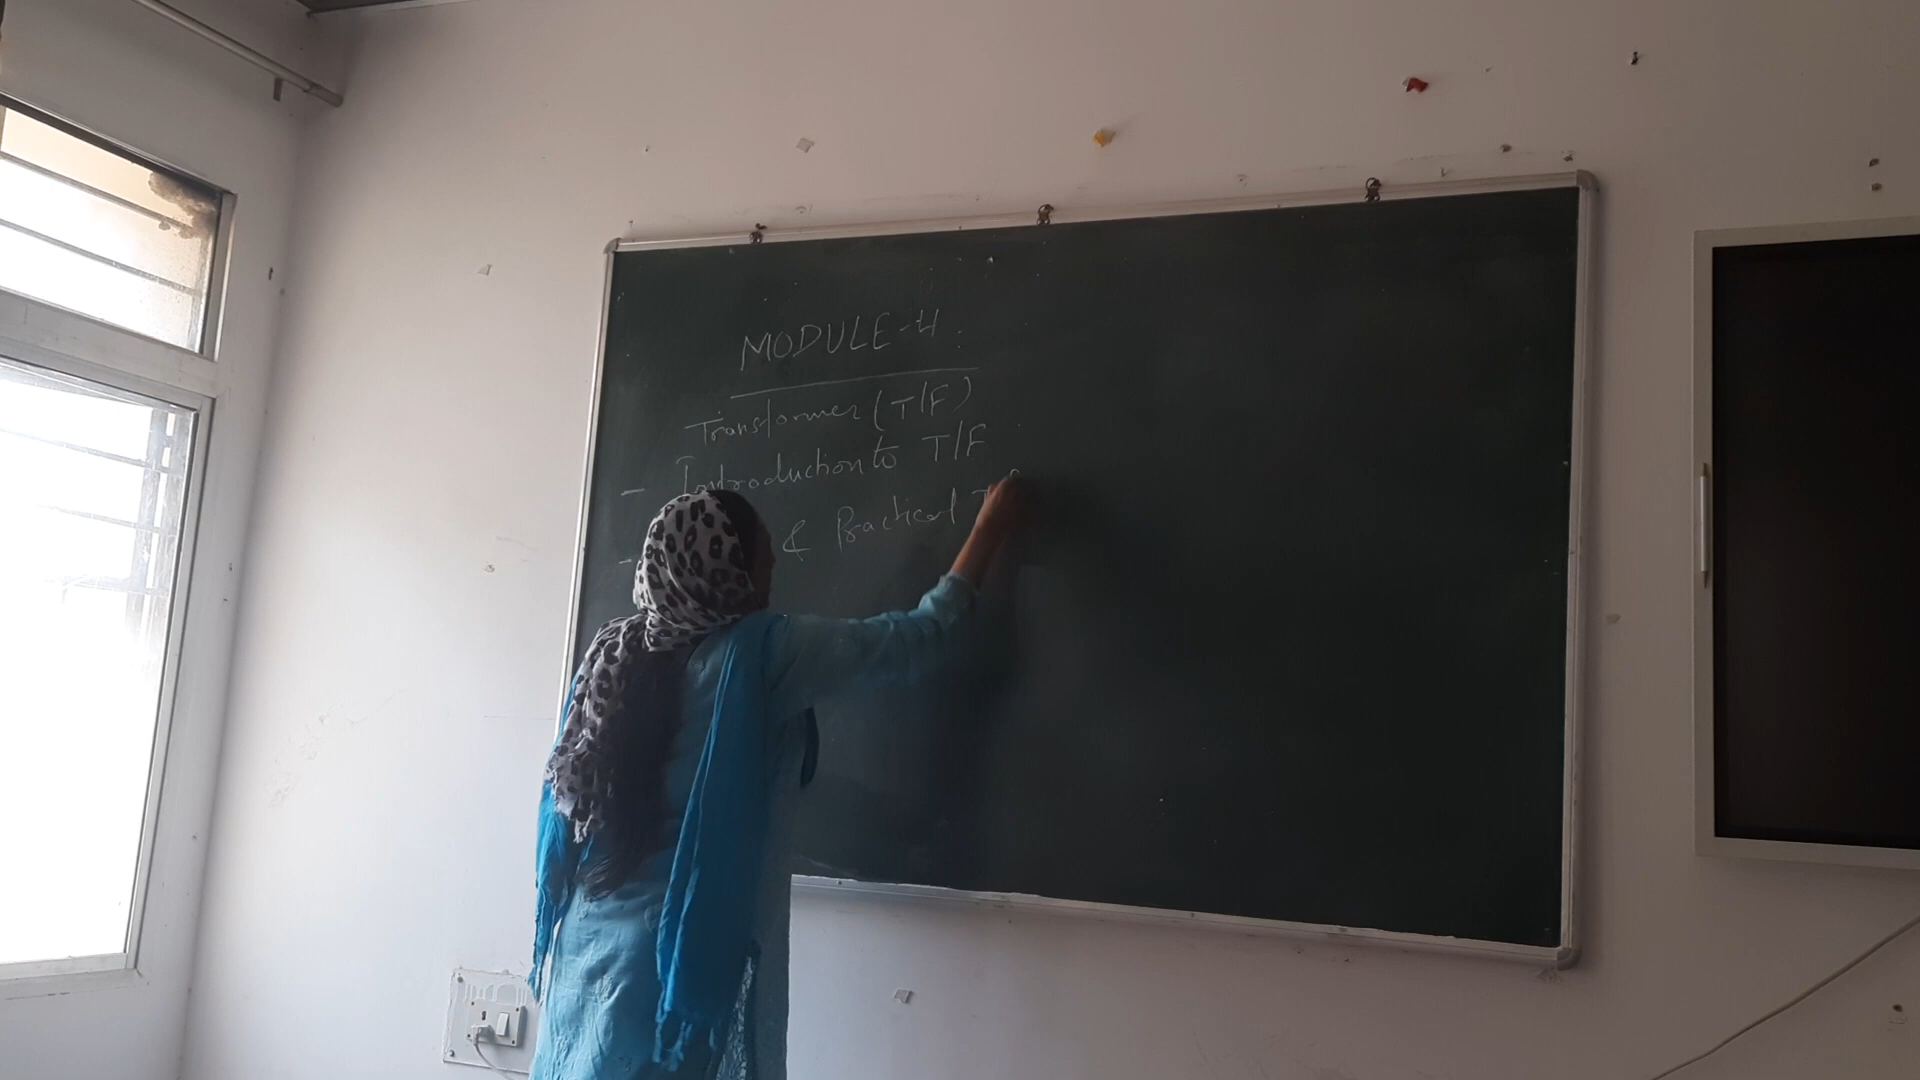 MODULE-4.
Transformer (T/F)
- Introduction to T/F
- & Practical T